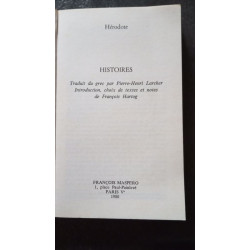 Hérodote
HISTOIRES
Traduit du grec par Pierre-Henri Larcher
Introduction, choix de textes et notes
de François Hartog
FRANÇOIS MASPERO
1, place Paul-Painlevé
PARIS Vᵉ
1980